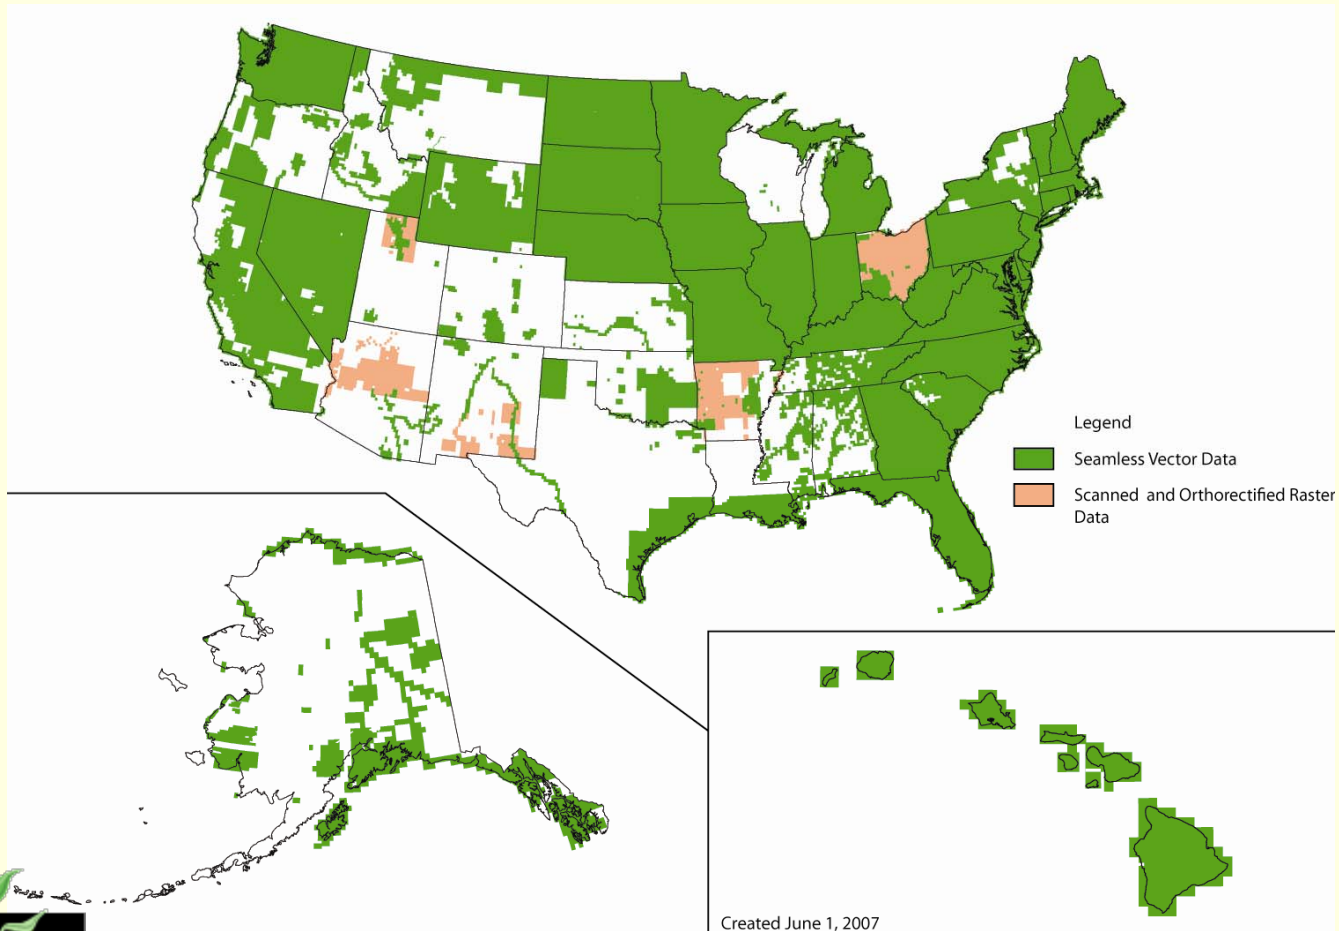 Legend
Seamless Vector Data
Scanned and Orthorectified Raster
Data
Created June 1, 2007